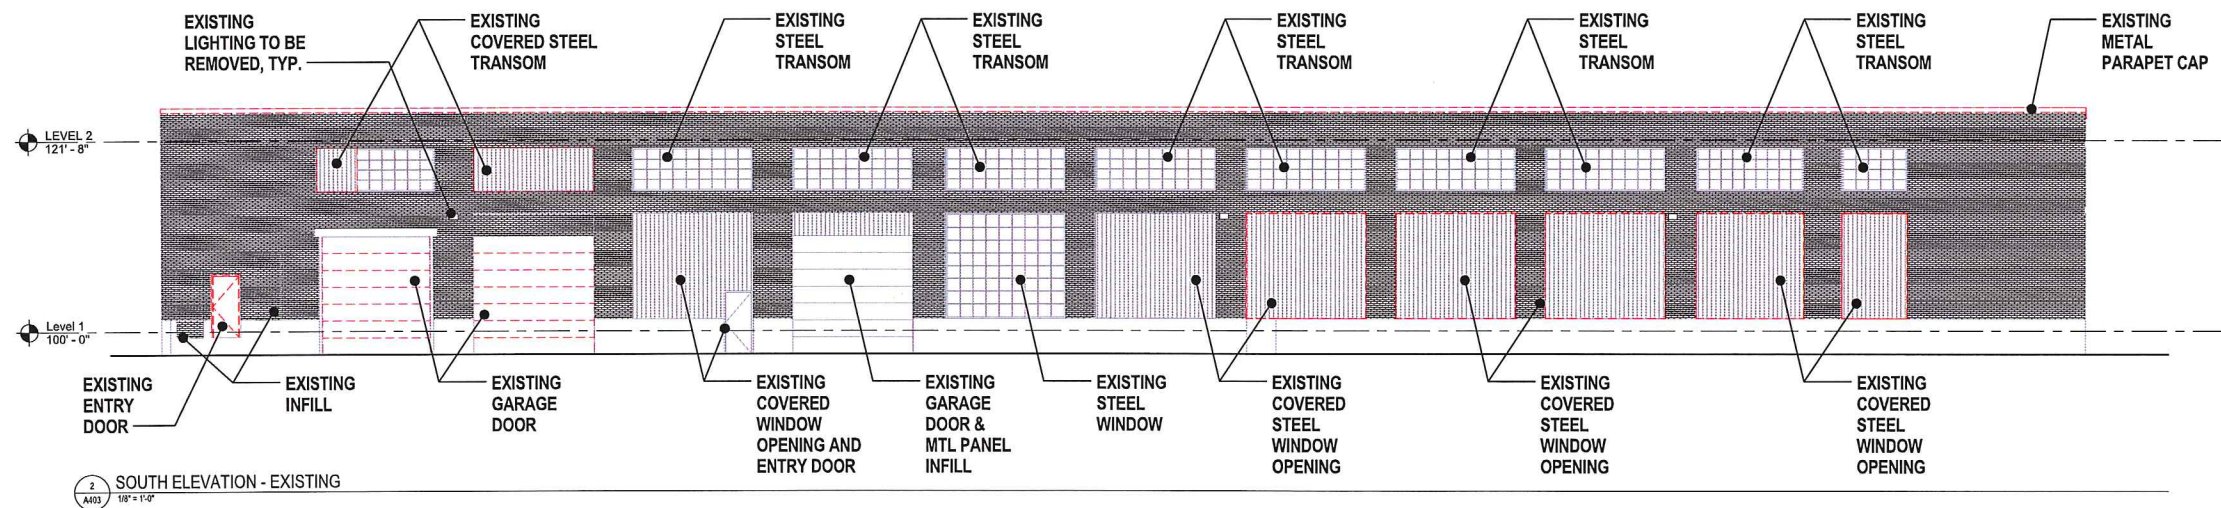 EXISTING
LIGHTING TO BE
REMOVED, TYP.
EXISTING
COVERED STEEL
TRANSOM
EXISTING
STEEL
TRANSOM
EXISTING
STEEL
TRANSOM
EXISTING
STEEL
TRANSOM
EXISTING
STEEL
TRANSOM
EXISTING
STEEL
TRANSOM
EXISTING
METAL
PARAPET CAP
LEVEL 2
121' - 8"
Level 1
100' - 0"
EXISTING
ENTRY
DOOR
EXISTING
INFILL
EXISTING
GARAGE
DOOR
EXISTING
COVERED
WINDOW
OPENING AND
ENTRY DOOR
EXISTING
GARAGE
DOOR &
MTL PANEL
INFILL
EXISTING
STEEL
WINDOW
EXISTING
COVERED
STEEL
WINDOW
OPENING
EXISTING
COVERED
STEEL
WINDOW
OPENING
EXISTING
COVERED
STEEL
WINDOW
OPENING
2
A403
SOUTH ELEVATION - EXISTING
1/8" = 1'-0"